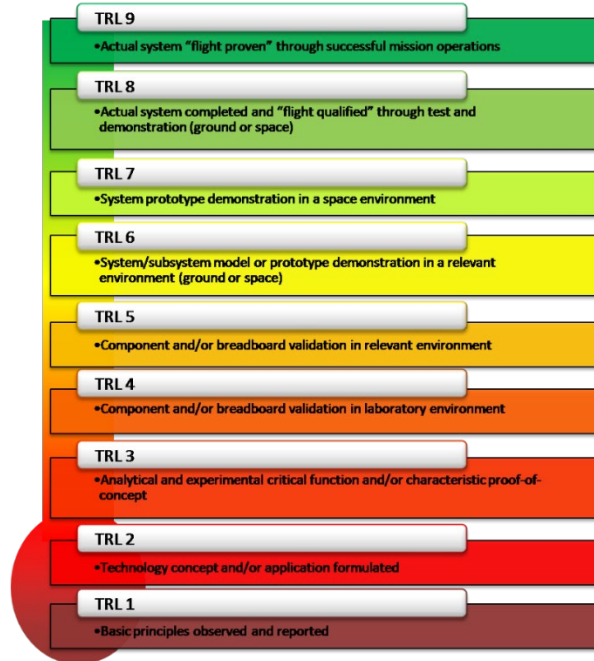 TRL 9
•Actual system “flight proven” through successful mission operations
TRL 8
•Actual system completed and “flight qualified” through test and
demonstration (ground or space)
TRL 7
•System prototype demonstration in a space environment
TRL 6
•System/subsystem model or prototype demonstration in a relevant
environment (ground or space)
TRL 5
•Component and/or breadboard validation in relevant environment
TRL 4
•Component and/or breadboard validation in laboratory environment
TRL 3
•Analytical and experimental critical function and/or characteristic proof-of-
concept
TRL 2
•Technology concept and/or application formulated
TRL 1
•Basic principles observed and reported